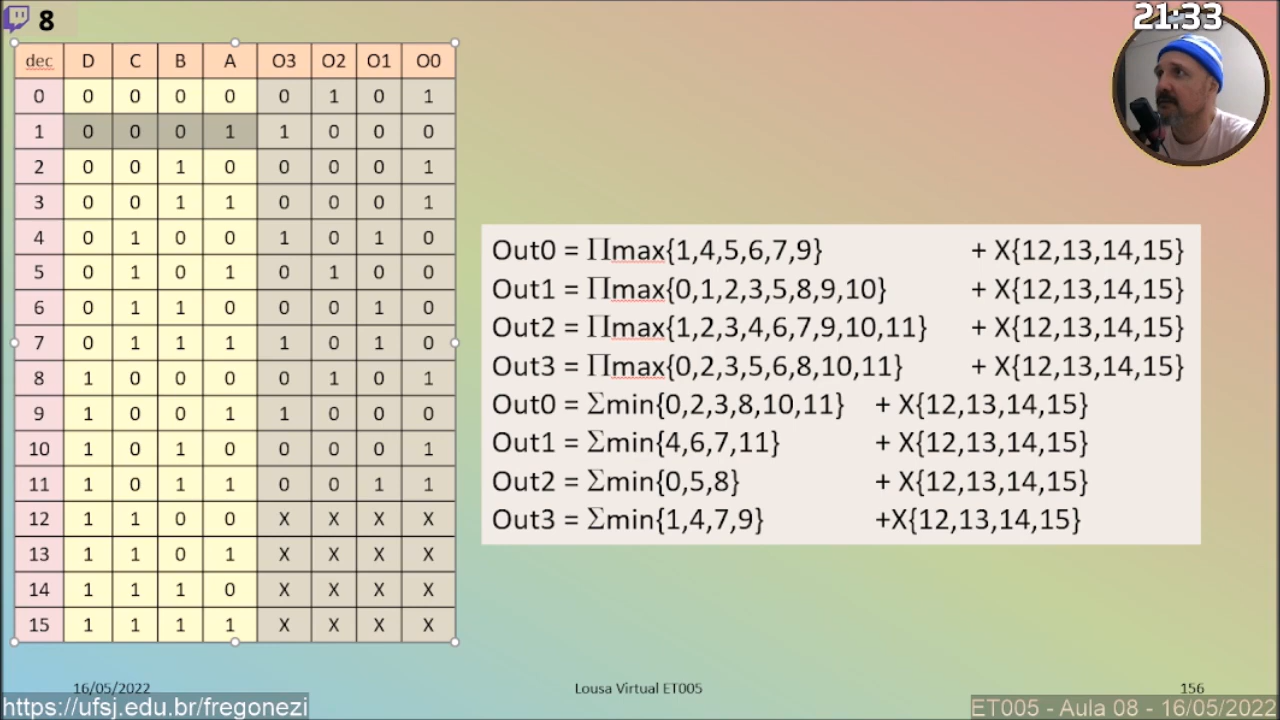 8
21:33
dec D C B A O3 O2 O1 O0
0 0 0 0 0 0 1 0 1
1 0 0 0 1 1 0 0 0
2 0 0 1 0 0 0 0 1
3 0 0 1 1 0 0 0 1
4 0 1 0 0 1 0 1 0
5 0 1 0 1 0 1 0 0
6 0 1 1 0 0 0 1 0
7 0 1 1 1 1 0 1 0
8 1 0 0 0 0 1 0 1
9 1 0 0 1 1 0 0 0
10 1 0 1 0 0 0 0 1
11 1 0 1 1 0 0 1 1
12 1 1 0 0 X X X X
13 1 1 0 1 X X X X
14 1 1 1 0 X X X X
15 1 1 1 1 X X X X
Out0 = Πmax{1,4,5,6,7,9} + X{12,13,14,15}
Out1 = Πmax{0,1,2,3,5,8,9,10} + X{12,13,14,15}
Out2 = Πmax{1,2,3,4,6,7,9,10,11} + X{12,13,14,15}
Out3 = Πmax{0,2,3,5,6,8,10,11} + X{12,13,14,15}
Out0 = Σmin{0,2,3,8,10,11} + X{12,13,14,15}
Out1 = Σmin{4,6,7,11} + X{12,13,14,15}
Out2 = Σmin{0,5,8} + X{12,13,14,15}
Out3 = Σmin{1,4,7,9} +X{12,13,14,15}
16/05/2022 Lousa Virtual ET005 156
https://ufsj.edu.br/fregonezi ET005 - Aula 08 - 16/05/2022